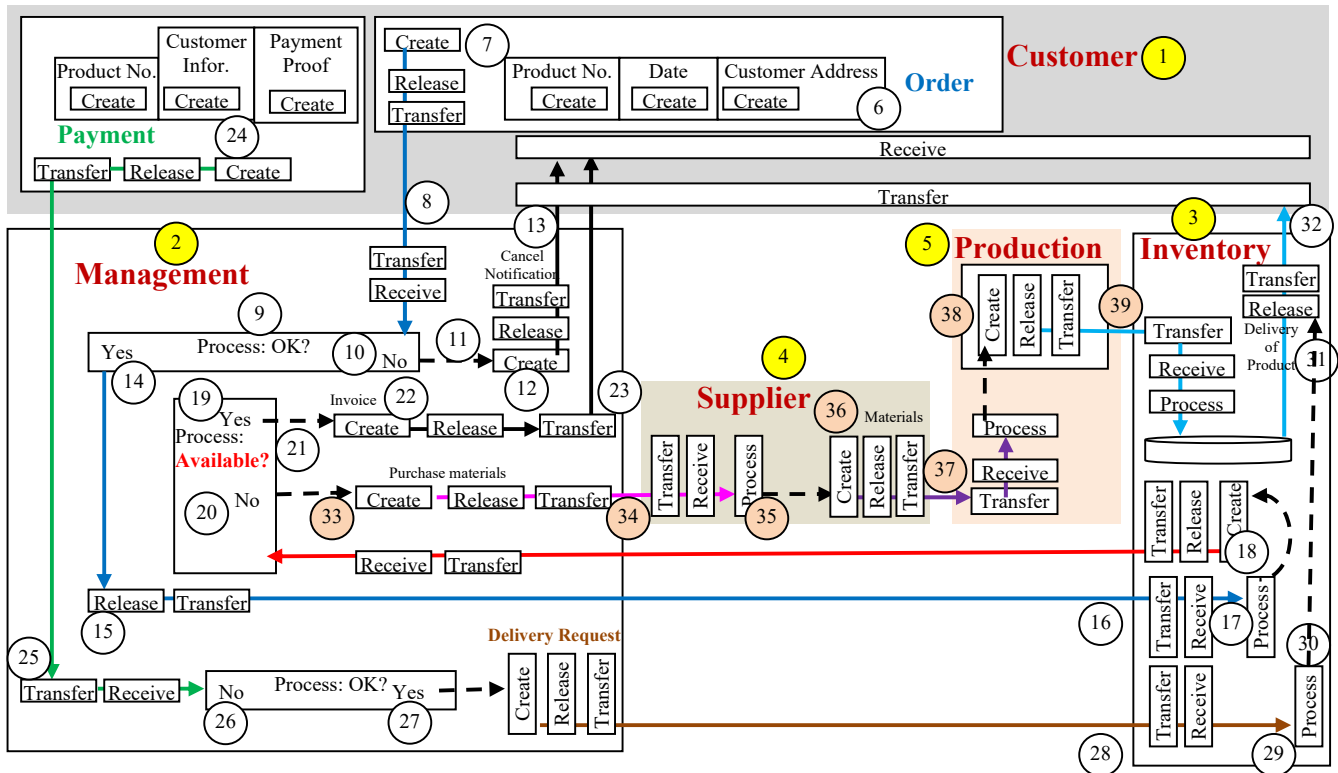 Product No.
Create
Customer
Infor.
Create
Payment
Proof
Create
Payment
24
Transfer
Release
Create
Create
7
Release
Transfer
Product No.
Create
Date
Create
Customer Address
Create
6
Order
Customer
1
Receive
Transfer
8
2
Management
Transfer
Receive
13
Cancel
Notification
Transfer
Release
Create
12
9
Yes
Process: OK?
10
No
11
14
19
Yes
Process:
Available?
21
No
20
Invoice
22
Create
Release
Transfer
23
Purchase materials
33
Create
Release
Transfer
34
Receive
Transfer
Release
Transfer
15
25
Transfer
Receive
No
Process: OK?
Yes
26
27
Delivery Request
Create
Release
Transfer
4
Supplier
Transfer
Receive
Process
35
36
Materials
Create
Release
Transfer
37
5
Production
38
Create
Release
Transfer
39
Process
Receive
Transfer
3
32
Inventory
Transfer
Release
Delivery
of
Product
31
Transfer
Receive
Process
Transfer
Release
Create
18
16
Transfer
Receive
17
Process
30
28
Transfer
Receive
29
Process